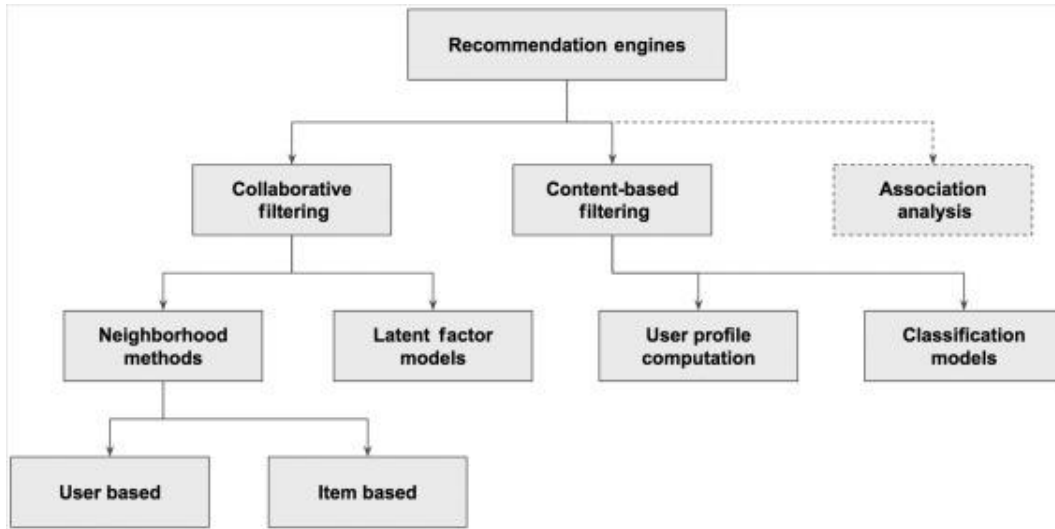 Recommendation engines
Collaborative
filtering
Content-based
filtering
Association
analysis
Neighborhood
methods
Latent factor
models
User profile
computation
Classification
models
User based
Item based